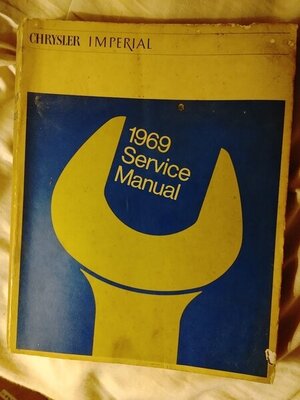 CHRYSLER IMPERIAL
1969
Service
Manual